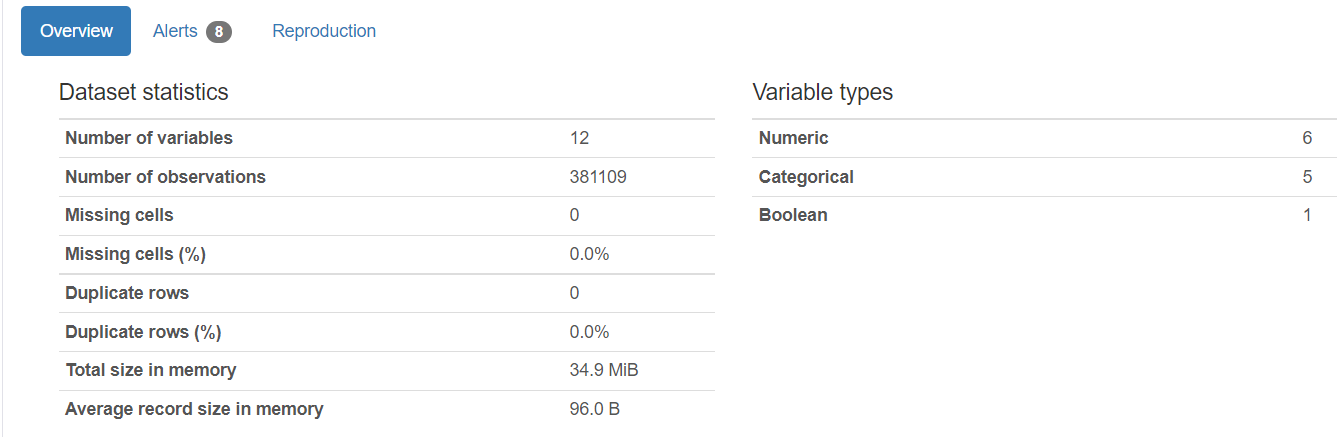 Overview Alerts 8 Reproduction
Dataset statistics
Number of variables 12
Number of observations 381109
Missing cells 0
Missing cells (%) 0.0%
Duplicate rows 0
Duplicate rows (%) 0.0%
Total size in memory 34.9 MiB
Average record size in memory 96.0 B
Variable types
Numeric 6
Categorical 5
Boolean 1